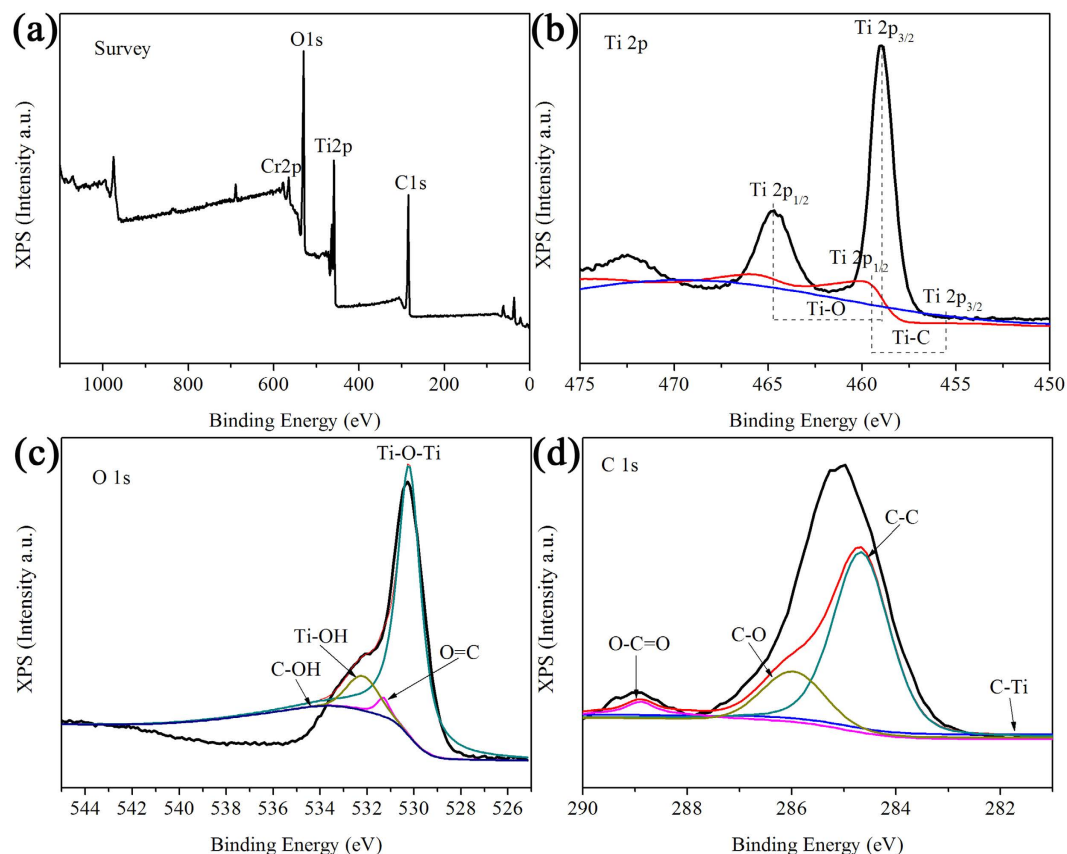 (a)
Survey
O1s
Cr2p
Ti2p
C1s
XPS (Intensity a.u.)
1000 800 600 400 200 0
Binding Energy (eV)
(b)
Ti 2p
Ti 2p3/2
Ti 2p1/2
Ti 2p1/2
Ti 2p3/2
Ti-O
Ti-C
XPS (Intensity a.u.)
475 470 465 460 455 450
Binding Energy (eV)
(c)
O 1s
Ti-O-Ti
Ti-OH
O=C
C-OH
XPS (Intensity a.u.)
544 542 540 538 536 534 532 530 528 526
Binding Energy (eV)
(d)
C 1s
C-C
C-O
O-C=O
C-Ti
XPS (Intensity a.u.)
290 288 286 284 282
Binding Energy (eV)